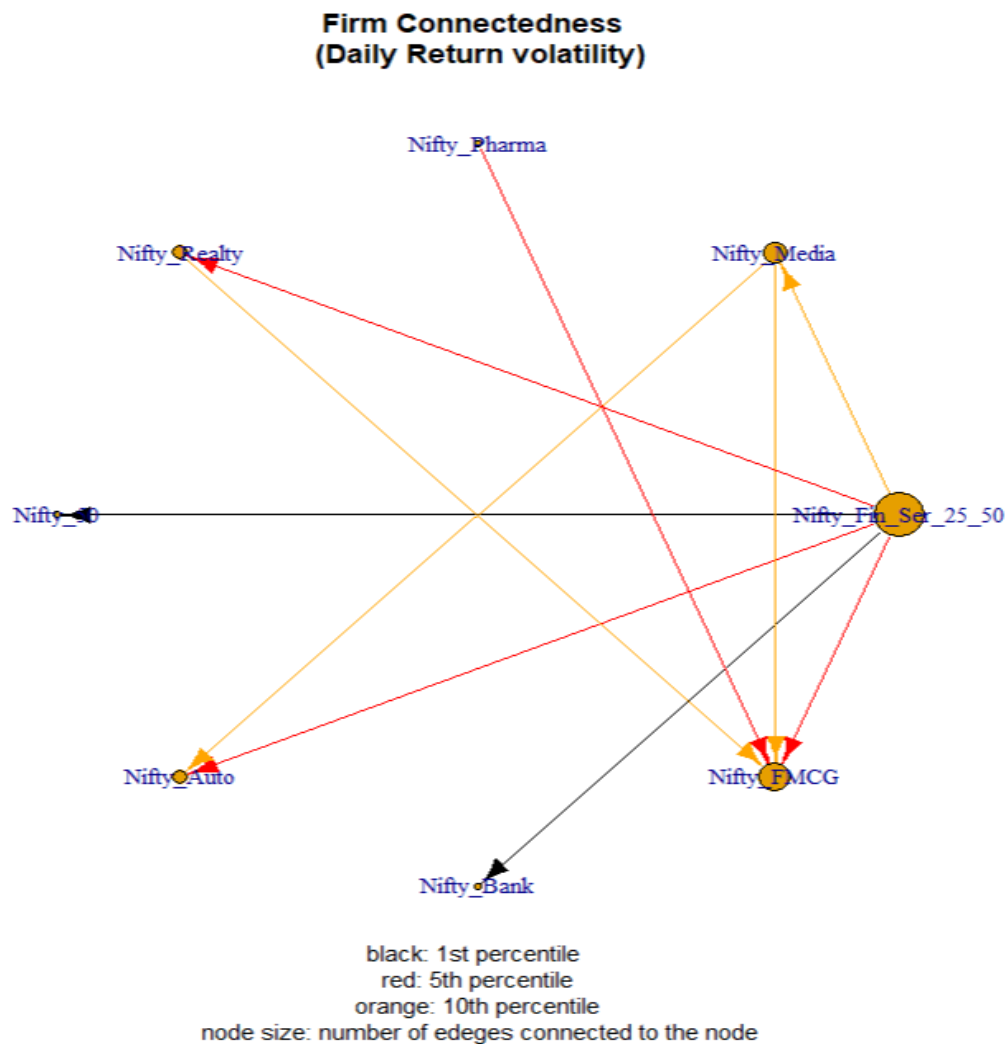 Firm Connectedness
(Daily Return volatility)
Nifty_Pharma
Nifty_Realty
Nifty_Media
Nifty_50
Nifty_Fin_Ser_25_50
Nifty_Auto
Nifty_FMCG
Nifty_Bank
black: 1st percentile
red: 5th percentile
orange: 10th percentile
node size: number of edeges connected to the node